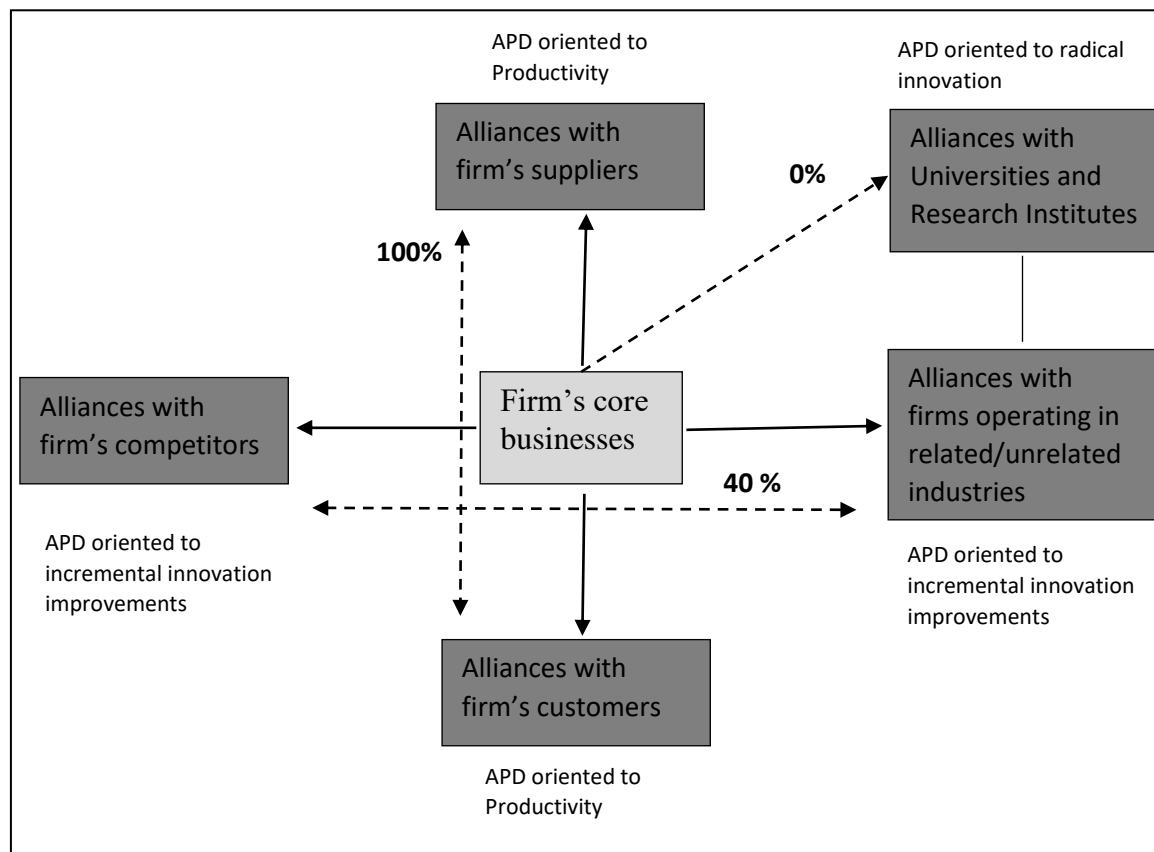 APD oriented to
Productivity
APD oriented to radical
innovation
Alliances with
firm's suppliers
Alliances with
Universities and
Research Institutes
0%
100%
Alliances with
firm's competitors
Firm's core
businesses
Alliances with
firms operating in
related/unrelated
industries
40 %
APD oriented to
incremental innovation
improvements
APD oriented to
incremental innovation
improvements
Alliances with
firm's customers
APD oriented to
Productivity